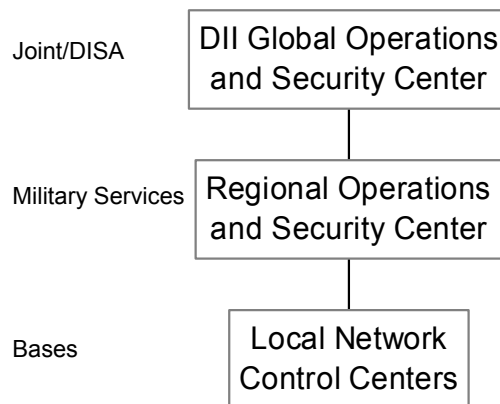 Joint/DISA
DII Global Operations
and Security Center
Military Services
Regional Operations
and Security Center
Bases
Local Network
Control Centers